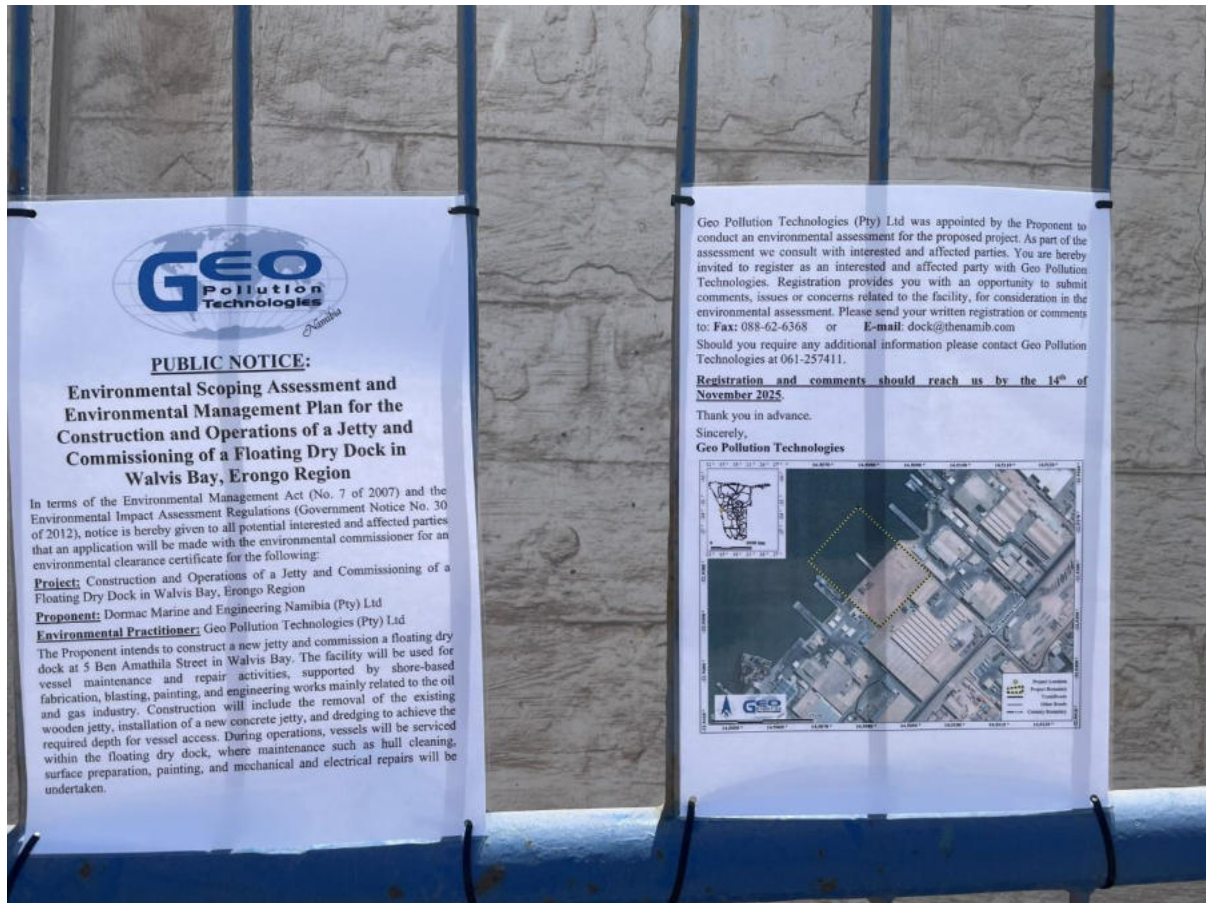 GEO
Pollution
Technologies
Namibia
PUBLIC NOTICE:
Environmental Scoping Assessment and
Environmental Management Plan for the
Construction and Operations of a Jetty and
Commissioning of a Floating Dry Dock in
Walvis Bay, Erongo Region
In terms of the Environmental Management Act (No. 7 of 2007) and the
Environmental Impact Assessment Regulations (Government Notice No. 30
of 2012), notice is hereby given to all potential interested and affected parties
that an application will be made with the environmental commissioner for an
environmental clearance certificate for the following:
Project: Construction and Operations of a Jetty and Commissioning of a
Floating Dry Dock in Walvis Bay, Erongo Region
Proponent: Dormac Marine and Engineering Namibia (Pty) Ltd
Environmental Practitioner: Geo Pollution Technologies (Pty) Ltd
The Proponent intends to construct a new jetty and commission a floating dry
dock at 5 Ben Amathila Street in Walvis Bay. The facility will be used for
vessel maintenance and repair activities, supported by shore-based
fabrication, blasting, painting, and engineering works mainly related to the oil
and gas industry. Construction will include the removal of the existing
wooden jetty, installation of a new concrete jetty, and dredging to achieve the
required depth for vessel access. During operations, vessels will be serviced
within the floating dry dock, where maintenance such as hull cleaning,
surface preparation, painting, and mechanical and electrical repairs will be
undertaken.
Geo Pollution Technologies (Pty) Ltd was appointed by the Proponent to
conduct an environmental assessment for the proposed project. As part of the
assessment we consult with interested and affected parties. You are hereby
invited to register as an interested and affected party with Geo Pollution
Technologies. Registration provides you with an opportunity to submit
comments, issues or concerns related to the facility, for consideration in the
environmental assessment. Please send your written registration or comments
to: Fax: 088-62-6368 or E-mail: dock@thenamib.com
Should you require any additional information please contact Geo Pollution
Technologies at 061-257411.
Registration and comments should reach us by the 14th of
November 2025.
Thank you in advance.
Sincerely,
Geo Pollution Technologies
Project Location
Project Boundary
Other Roads
Country Boundary
GEO